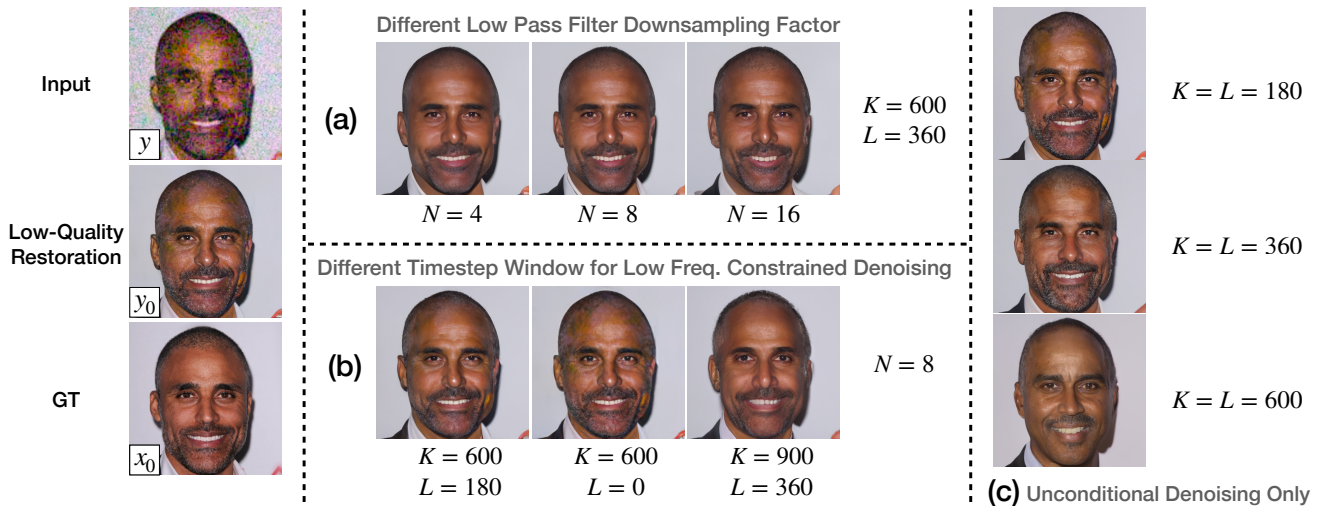 Input
y
Low-Quality
Restoration
y₀
GT
x₀
Different Low Pass Filter Downsampling Factor
(a)
N = 4
N = 8
N = 16
K = 600
L = 360
Different Timestep Window for Low Freq. Constrained Denoising
(b)
K = 600
L = 180
K = 600
L = 0
K = 900
L = 360
N = 8
K = L = 180
K = L = 360
K = L = 600
(c) Unconditional Denoising Only